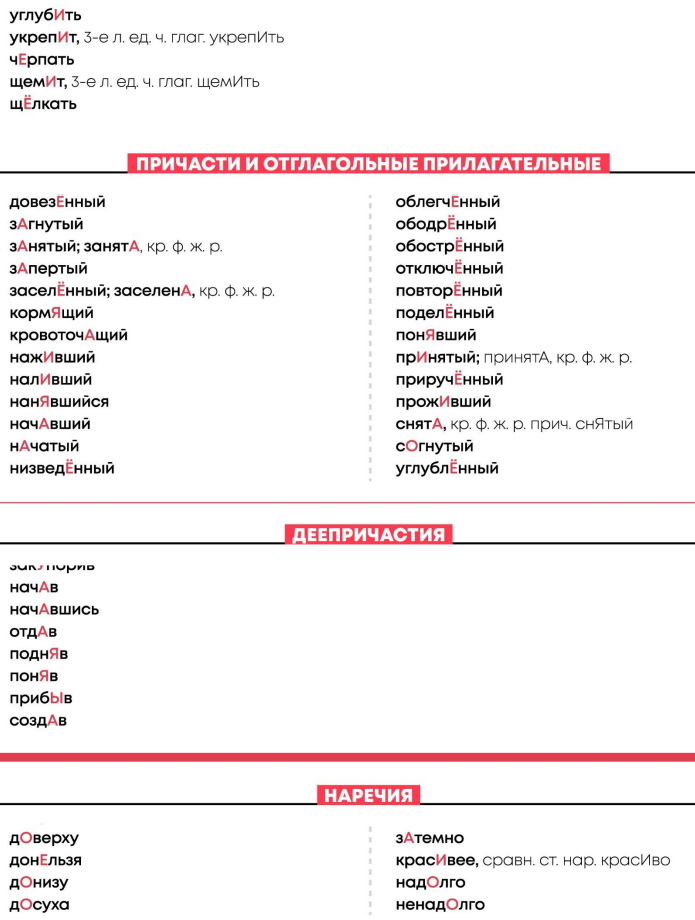 углубИть
укрепИт, 3-е л. ед. ч. глаг. укрепИть
чЕрпать
щемИт, 3-е л. ед. ч. глаг. щемИть
щЁлкать
ПРИЧАСТИ И ОТГЛАГОЛЬНЫЕ ПРИЛАГАТЕЛЬНЫЕ
довезЕнный
зАгнутый
зАнятый; занятА, кр. ф. ж. р.
зАпертый
заселЁнный; заселенА, кр. ф. ж. р.
кормЯщий
кровоточАщий
нажИвший
налИвший
нанЯвшийся
начАвший
нАчатый
низведЁнный
облегчЁнный
ободрЁнный
обострЁнный
отключЁнный
повторЁнный
поделЁнный
понЯвший
прИнятый; принятА, кр. ф. ж. р.
приручЁнный
прожИвший
снятА, кр. ф. ж. р. прич. снЯтый
сОгнутый
углублЁнный
ДЕЕПРИЧАСТИЯ
закУпорив
начАв
начАвшись
отдАв
поднЯв
понЯв
прибЫв
создАв
НАРЕЧИЯ
дОверху
донЕльзя
дОнизу
дОсуха
зАтемно
красИвее, сравн. ст. нар. красИво
надОлго
ненадОлго